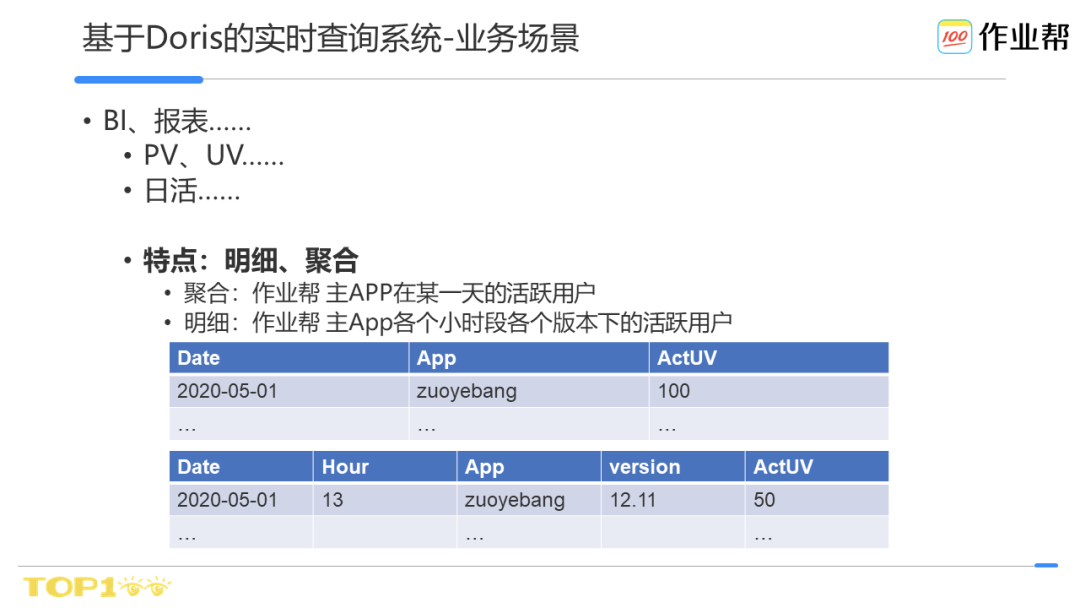 基于Doris的实时查询系统-业务场景
100 作业帮
• BI、报表……
• PV、UV……
• 日活……
• 特点：明细、聚合
• 聚合：作业帮 主APP在某一天的活跃用户
• 明细：作业帮 主App各个小时段各个版本下的活跃用户
Date App ActUV
2020-05-01 zuoyebang 100
… … …
Date Hour App version ActUV
2020-05-01 13 zuoyebang 12.11 50
… … …
TOP100